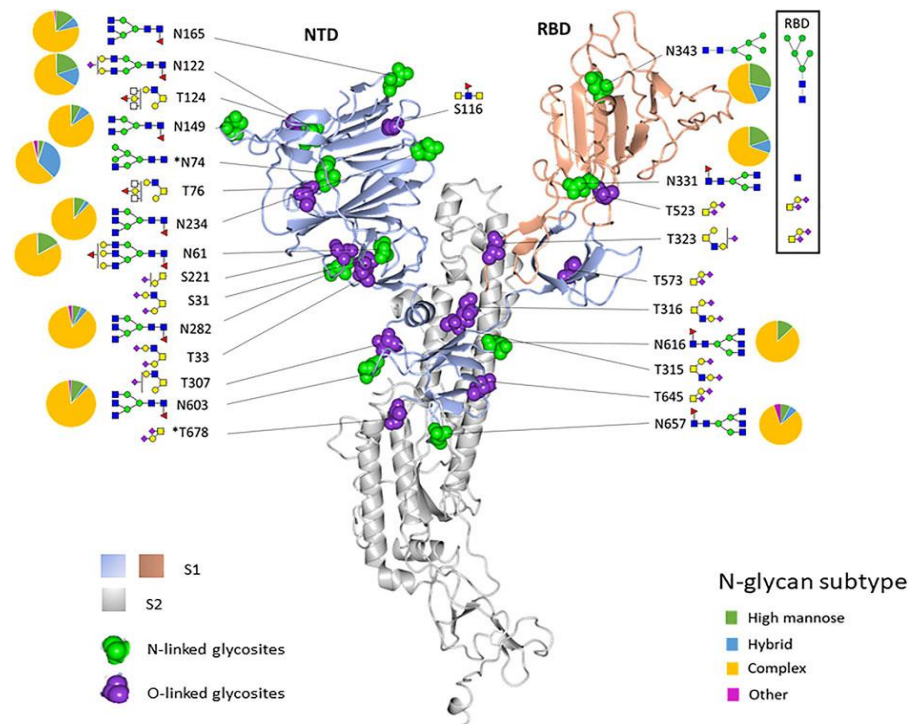 NTD
RBD
N165
N122
T124
N149
*N74
T76
N234
N61
S221
S31
N282
T33
T307
N603
*T678
S116
N343
N331
T523
T323
T573
T316
N616
T315
T645
N657
RBD
S1
S2
N-linked glycosites
O-linked glycosites
N-glycan subtype
High mannose
Hybrid
Complex
Other